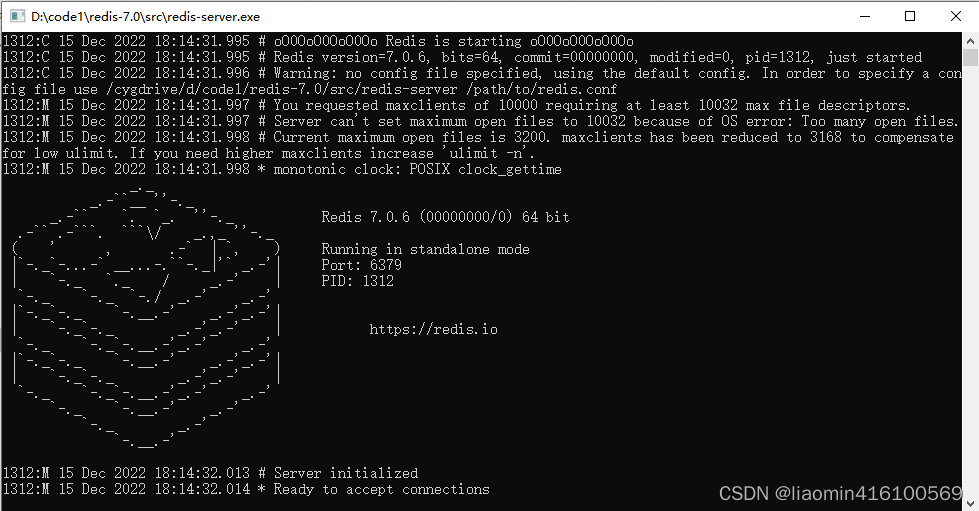 D:\code1\redis-7.0\src\redis-server.exe
1312:C 15 Dec 2022 18:14:31.995 # oO0OoO0OoO0Oo Redis is starting oO0OoO0OoO0Oo
1312:C 15 Dec 2022 18:14:31.995 # Redis version=7.0.6, bits=64, commit=00000000, modified=0, pid=1312, just started
1312:C 15 Dec 2022 18:14:31.996 # Warning: no config file specified, using the default config. In order to specify a con
fig file use /cygdrive/d/code1/redis-7.0/src/redis-server /path/to/redis.conf
1312:M 15 Dec 2022 18:14:31.997 # You requested maxclients of 10000 requiring at least 10032 max file descriptors.
1312:M 15 Dec 2022 18:14:31.997 # Server can't set maximum open files to 10032 because of OS error: Too many open files.
1312:M 15 Dec 2022 18:14:31.998 # Current maximum open files is 3200. maxclients has been reduced to 3168 to compensate
for low ulimit. If you need higher maxclients increase 'ulimit -n'.
1312:M 15 Dec 2022 18:14:31.998 * monotonic clock: POSIX clock_gettime
Redis 7.0.6 (00000000/0) 64 bit
Running in standalone mode
Port: 6379
PID: 1312
https://redis.io
1312:M 15 Dec 2022 18:14:32.013 # Server initialized
1312:M 15 Dec 2022 18:14:32.014 * Ready to accept connections
CSDN @liaomin416100569